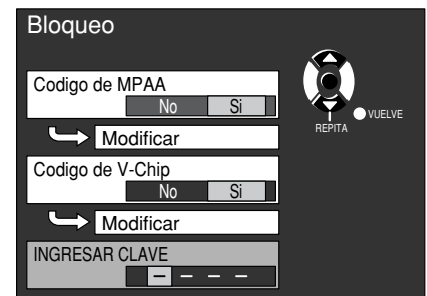 Bloqueo
Codigo de MPAA
No Si
Modificar
Codigo de V-Chip
No Si
Modificar
INGRESAR CLAVE
– – – –
VUELVE
REPITA